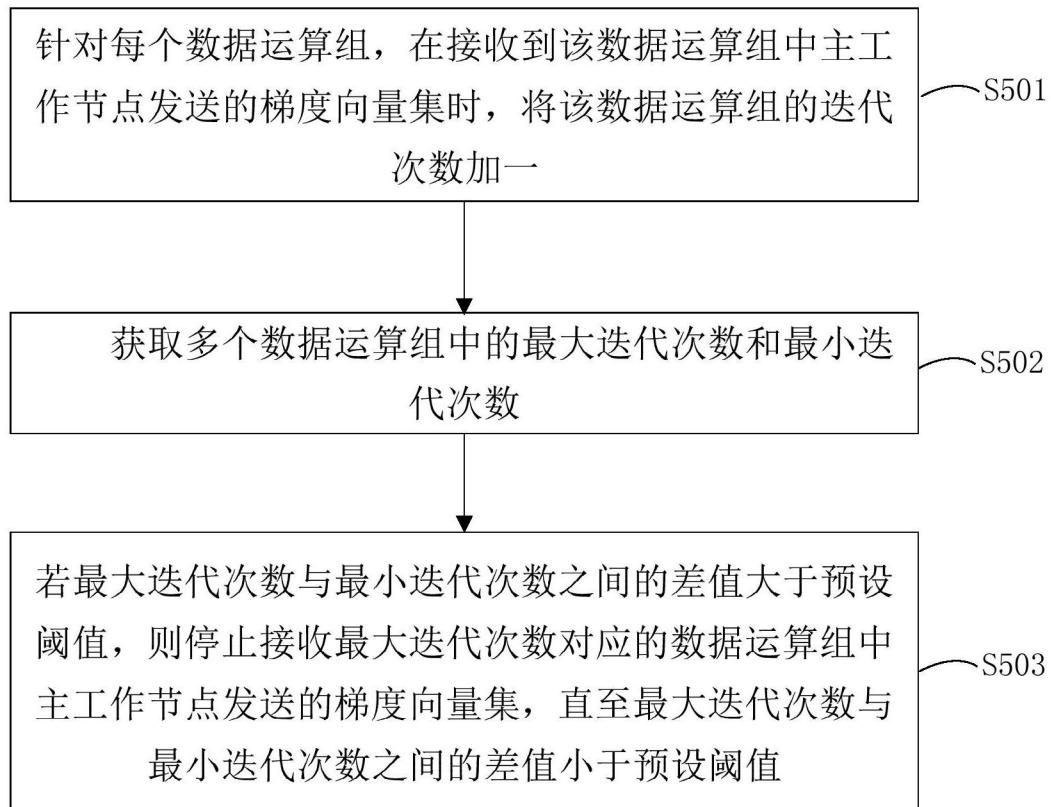 针对每个数据运算组，在接收到该数据运算组中主工
作节点发送的梯度向量集时，将该数据运算组的迭代
次数加一
S501
获取多个数据运算组中的最大迭代次数和最小迭
代次数
S502
若最大迭代次数与最小迭代次数之间的差值大于预设
阈值，则停止接收最大迭代次数对应的数据运算组中
主工作节点发送的梯度向量集，直至最大迭代次数与
最小迭代次数之间的差值小于预设阈值
S503